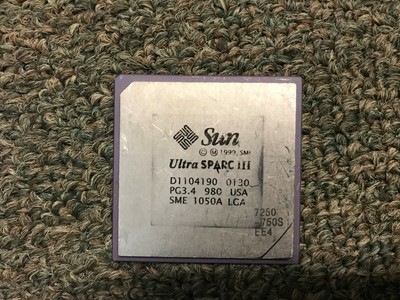 Sun
© Ⓜ 1999, SMI
Ultra SPARC III
D1104190 0130
PG3.4 980 USA
SME 1050A LGA
7250
-750S
EE4